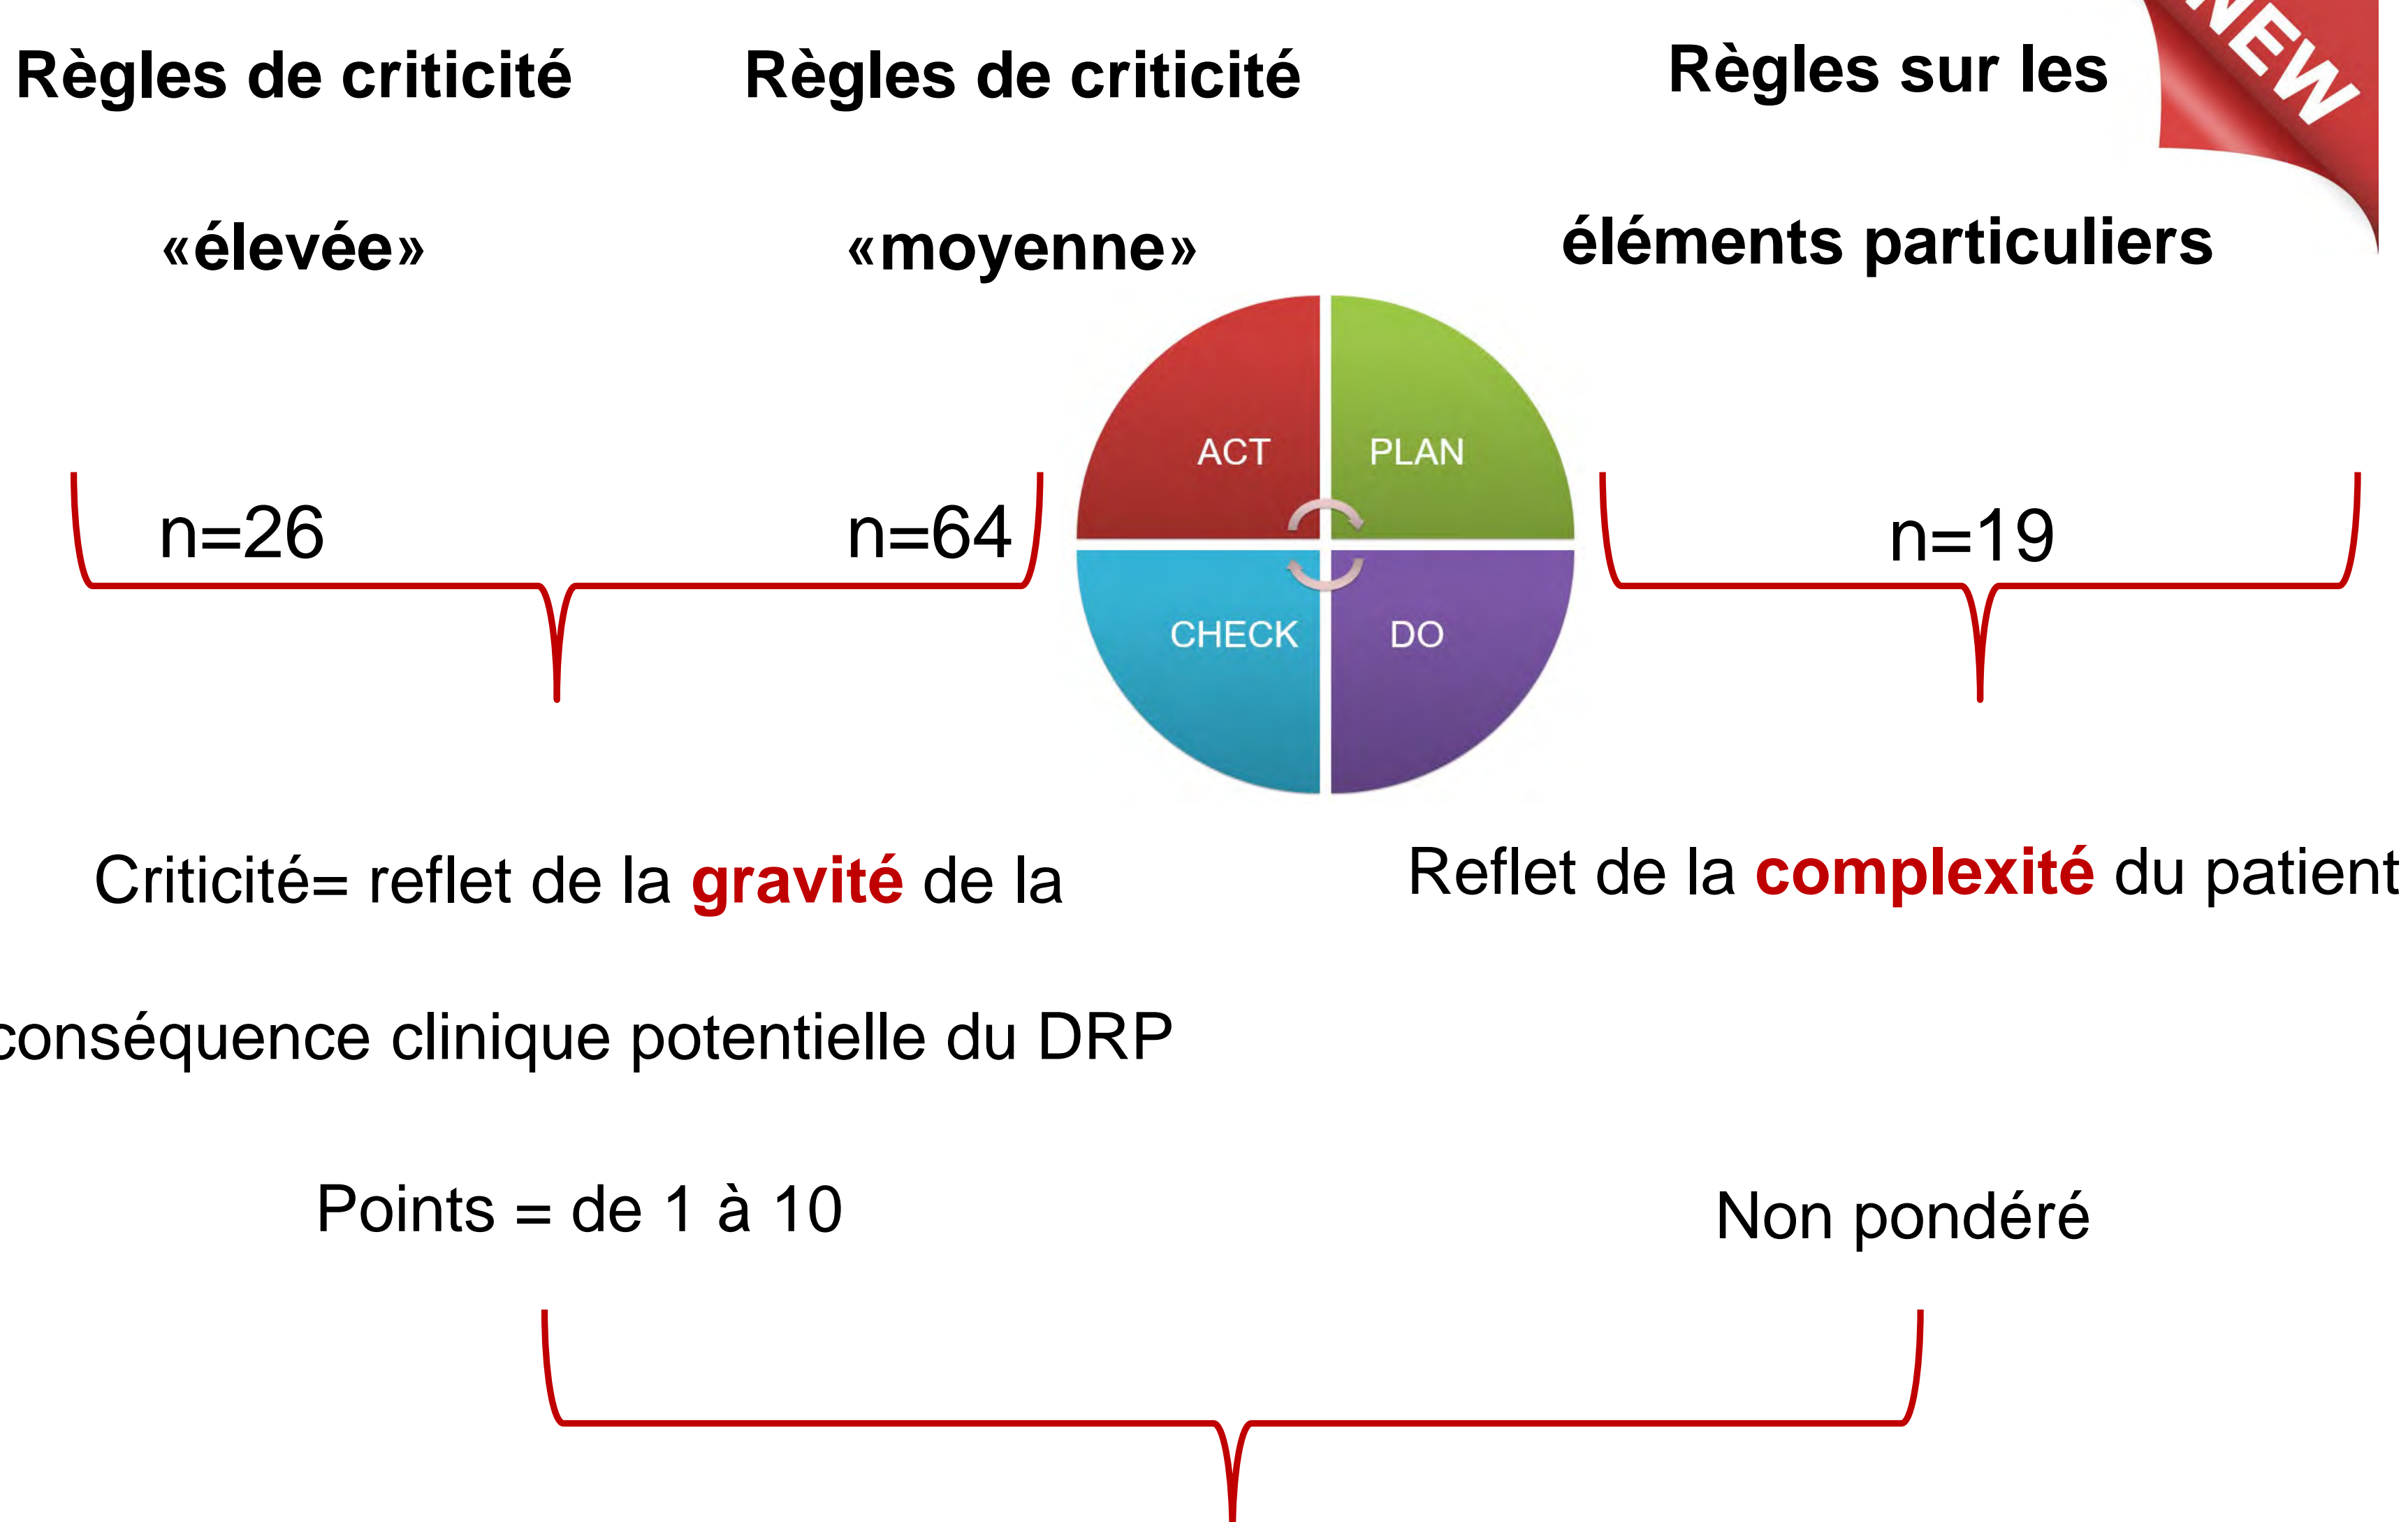 Règles de criticité
«élevée»
Règles de criticité
«moyenne»
Règles sur les
éléments particuliers
NEW
ACT
PLAN
CHECK
DO
n=26
n=64
n=19
Criticité= reflet de la gravité de la
conséquence clinique potentielle du DRP
Reflet de la complexité du patient
Points = de 1 à 10
Non pondéré